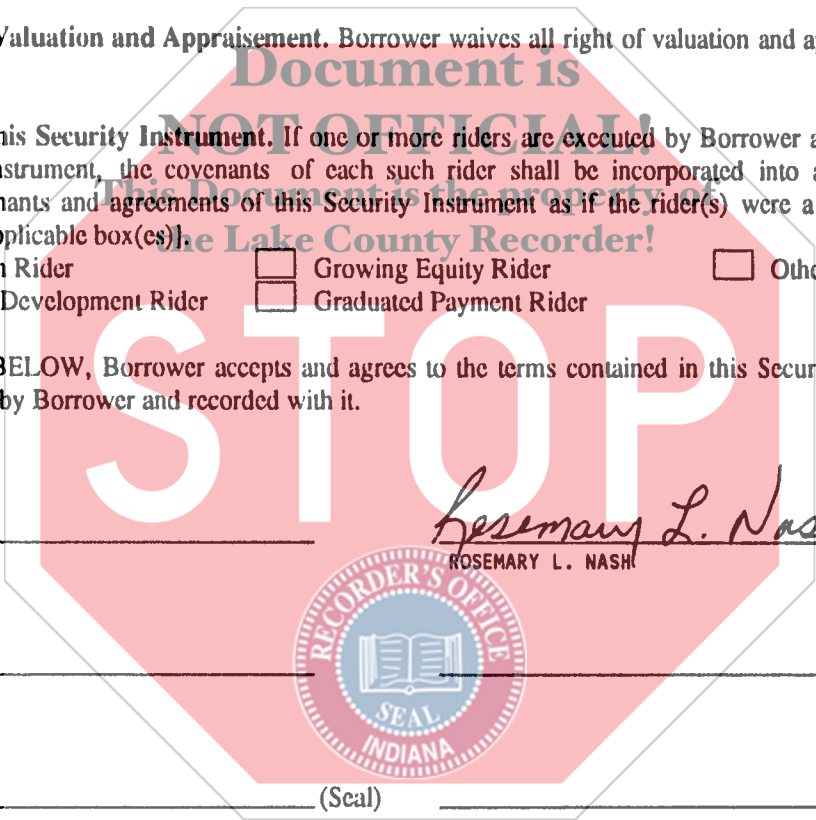 Valuation and Appraisement. Borrower waives all right of valuation and a
Document is
NOT OFFICIAL!
his Security Instrument. If one or more riders are executed by Borrower a
nstrument, the covenants of each such rider shall be incorporated into a
This Document is the property of
nants and agreements of this Security Instrument as if the rider(s) were a
pplicable box(es)].
the Lake County Recorder!
Rider Growing Equity Rider Othe
Development Rider Graduated Payment Rider
BELOW, Borrower accepts and agrees to the terms contained in this Secur
by Borrower and recorded with it.
STOP
Rosemary L. Nas
ROSEMARY L. NASH
RECORDER'S OFFICE
SEAL
INDIANA
(Seal)